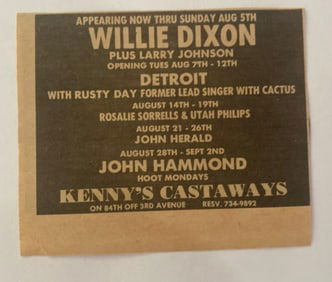 APPEARING NOW THRU SUNDAY AUG 5TH
WILLIE DIXON
PLUS LARRY JOHNSON
OPENING TUES AUG 7TH - 12TH
DETROIT
WITH RUSTY DAY FORMER LEAD SINGER WITH CACTUS
AUGUST 14TH - 19TH
ROSALIE SORRELLS & UTAH PHILIPS
AUGUST 21 - 26TH
JOHN HERALD
AUGUST 28TH - SEPT 2ND
JOHN HAMMOND
HOOT MONDAYS
KENNY'S CASTAWAYS
ON 84TH OFF 3RD AVENUE RESV. 734-9892